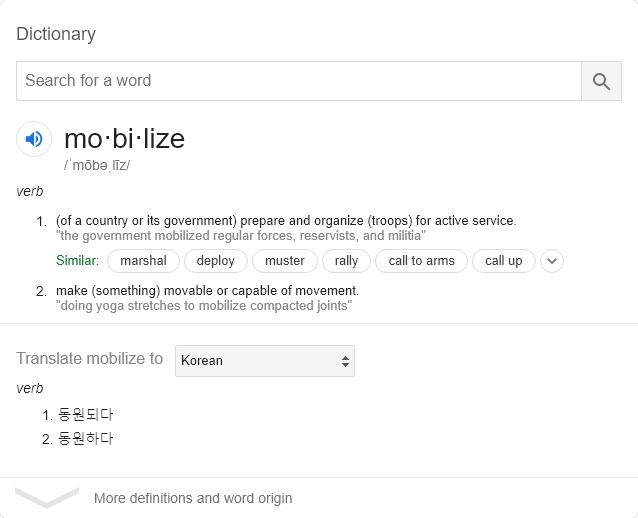 Dictionary
Search for a word
mo·bi·lize
/ˈmōbəˌlīz/
verb
1. (of a country or its government) prepare and organize (troops) for active service.
"the government mobilized regular forces, reservists, and militia"
Similar: marshal deploy muster rally call to arms call up
2. make (something) movable or capable of movement.
"doing yoga stretches to mobilize compacted joints"
Translate mobilize to Korean
verb
1. 동원되다
2. 동원하다
More definitions and word origin